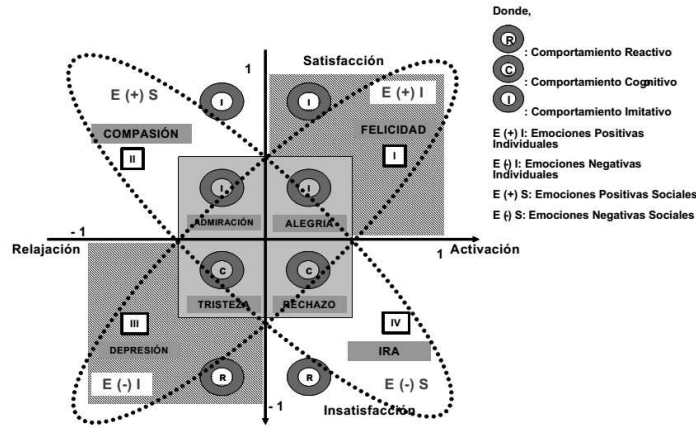 Donde,
R : Comportamiento Reactivo
C : Comportamiento Cognitivo
I : Comportamiento Imitativo
E (+) I: Emociones Positivas
Individuales
E (-) I: Emociones Negativas
Individuales
E (+) S: Emociones Positivas Sociales
E (-) S: Emociones Negativas Sociales
1 Satisfacción
E (+) S I I E (+) I
COMPASIÓN FELICIDAD
II I
I I
ADMIRACIÓN ALEGRIA
- 1
Relajación Activación
1
C C
TRISTEZA RECHAZO
III IV
DEPRESIÓN IRA
R R
E (-) I E (-) S
- 1 Insatisfacción